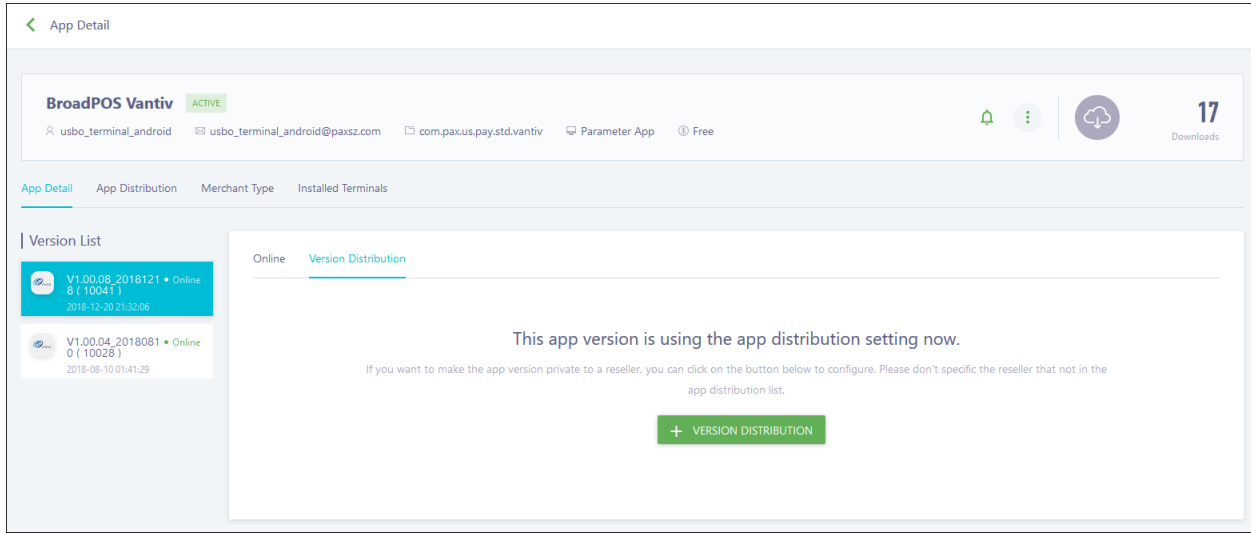 App Detail
BroadPOS Vantiv ACTIVE
usbo_terminal_android usbo_terminal_android@paxsz.com com.pax.us.pay.std.vantiv Parameter App Free
17
Downloads
App Detail App Distribution Merchant Type Installed Terminals
Version List
V1.00.08_2018121 • Online
8 ( 10041 )
2018-12-20 21:32:06
V1.00.04_2018081 • Online
0 ( 10028 )
2018-08-10 01:41:29
Online Version Distribution
This app version is using the app distribution setting now.
If you want to make the app version private to a reseller, you can click on the button below to configure. Please don't specific the reseller that not in the
app distribution list.
+ VERSION DISTRIBUTION